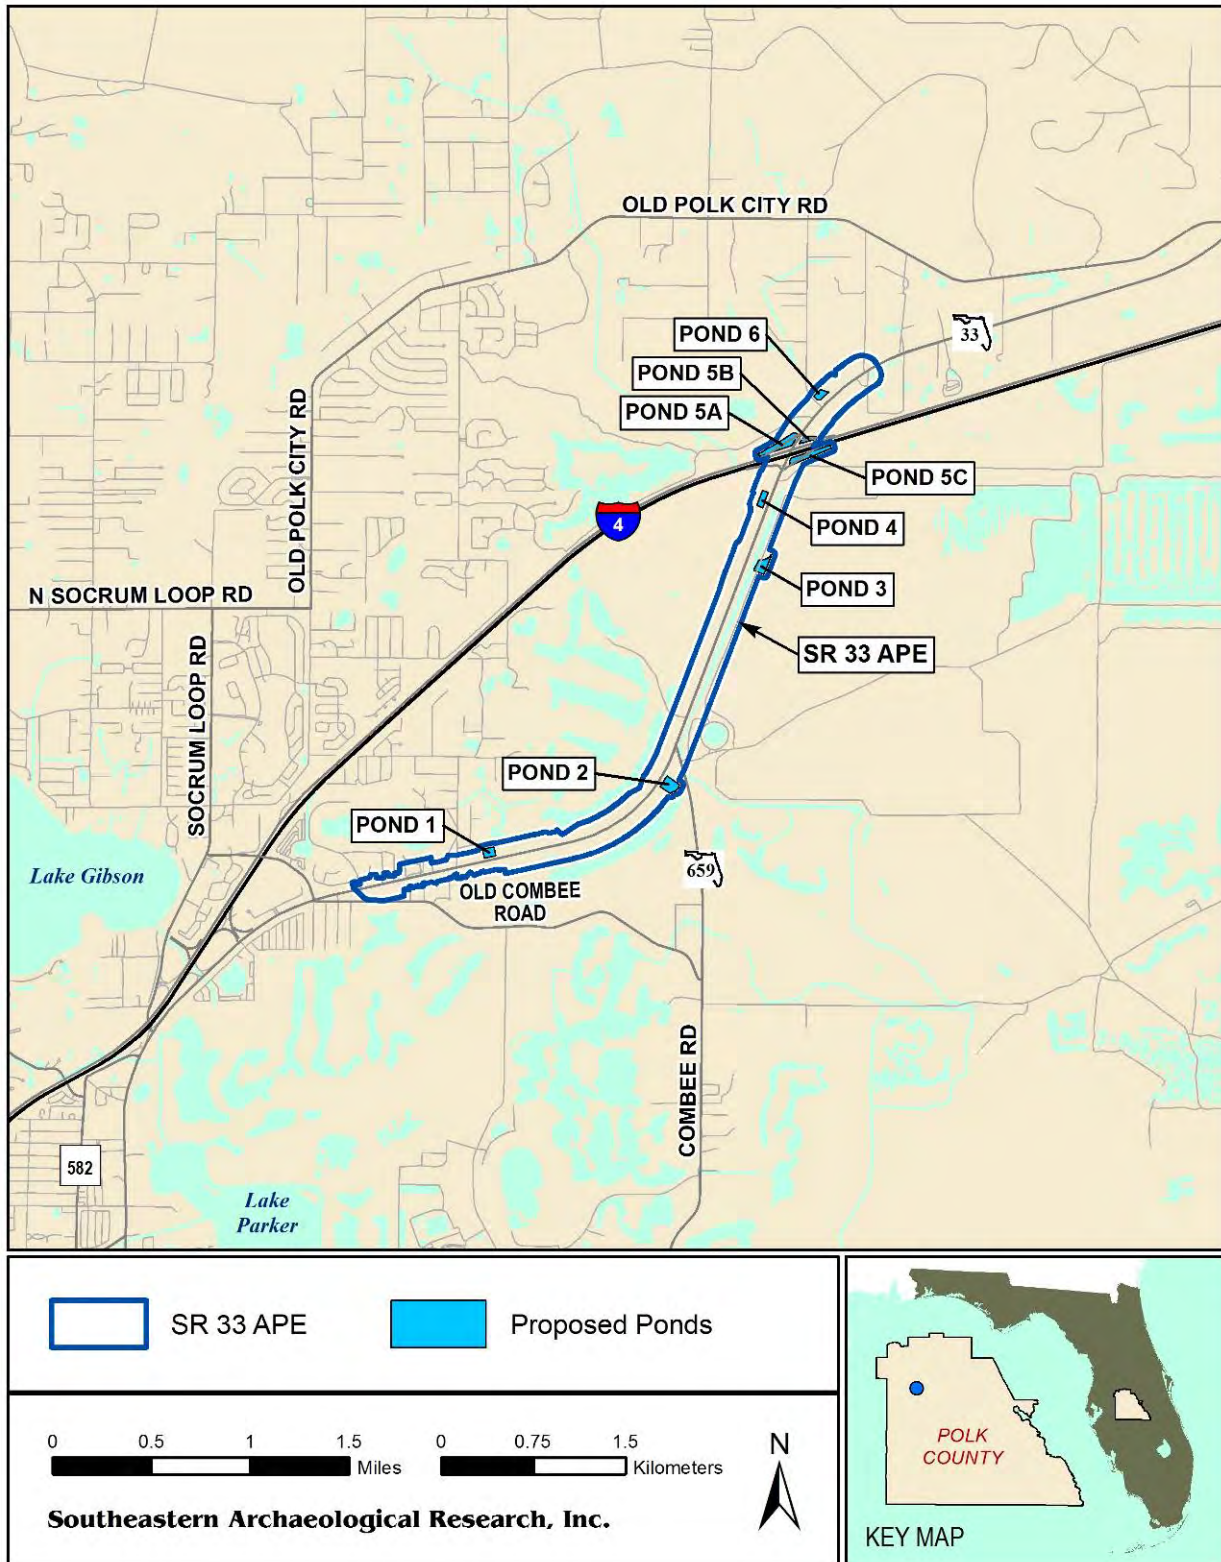 OLD POLK CITY RD
33
POND 6
POND 5B
POND 5A
POND 5C
4
POND 4
OLD POLK CITY RD
POND 3
N SOCRUM LOOP RD
SR 33 APE
SOCRUM LOOP RD
POND 2
POND 1
Lake Gibson
659
OLD COMBEE
ROAD
COMBEE RD
582
Lake
Parker
SR 33 APE
Proposed Ponds
0 0.5 1 1.5
Miles
0 0.75 1.5
Kilometers
N
Southeastern Archaeological Research, Inc.
POLK
COUNTY
KEY MAP